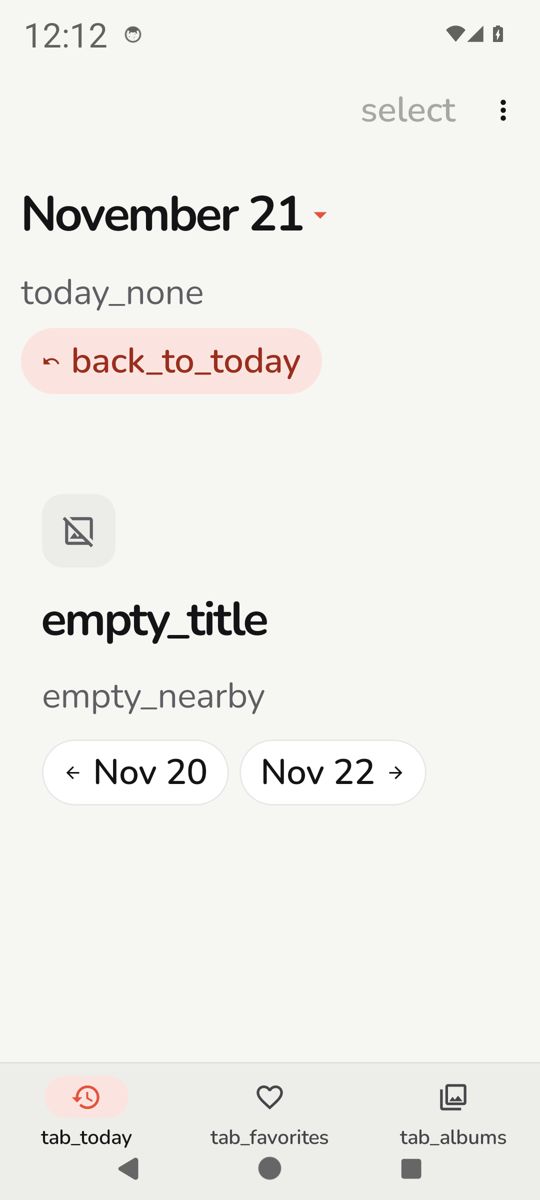 12:12
select
November 21
today_none
back_to_today
empty_title
empty_nearby
Nov 20 Nov 22
tab_today tab_favorites tab_albums